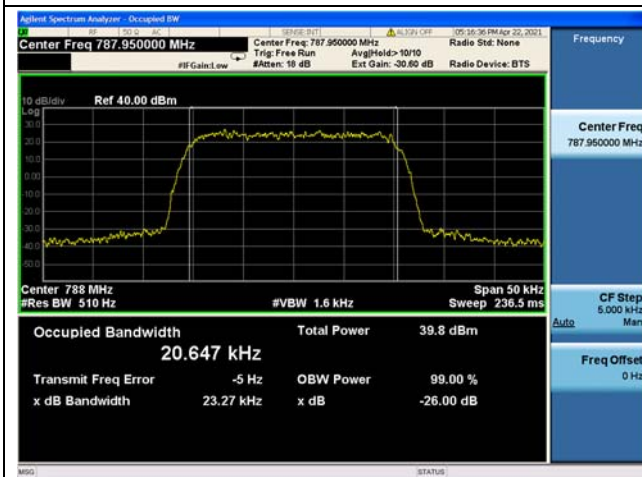 Agilent Spectrum Analyzer - Occupied BW
RF 50 Ω AC SENSE:INT ALIGN OFF 05:16:36 PM Apr 22, 2021
Center Freq 787.950000 MHz Center Freq: 787.950000 MHz Radio Std: None Frequency
Trig: Free Run Avg|Hold:> 10/10
#IFGain:Low #Atten: 18 dB Ext Gain: -30.60 dB Radio Device: BTS
10 dB/div Ref 40.00 dBm
Log
30.0
20.0
10.0
0.00
10.0
20.0
30.0
40.0
50.0
Center Freq
787.950000 MHz
Center 788 MHz Span 50 kHz
#Res BW 510 Hz #VBW 1.6 kHz Sweep 236.5 ms
CF Step
5.000 kHz
Auto Man
Occupied Bandwidth Total Power 39.8 dBm
20.647 kHz
Freq Offset
0 Hz
Transmit Freq Error -5 Hz OBW Power 99.00 %
x dB Bandwidth 23.27 kHz x dB -26.00 dB
MSG STATUS